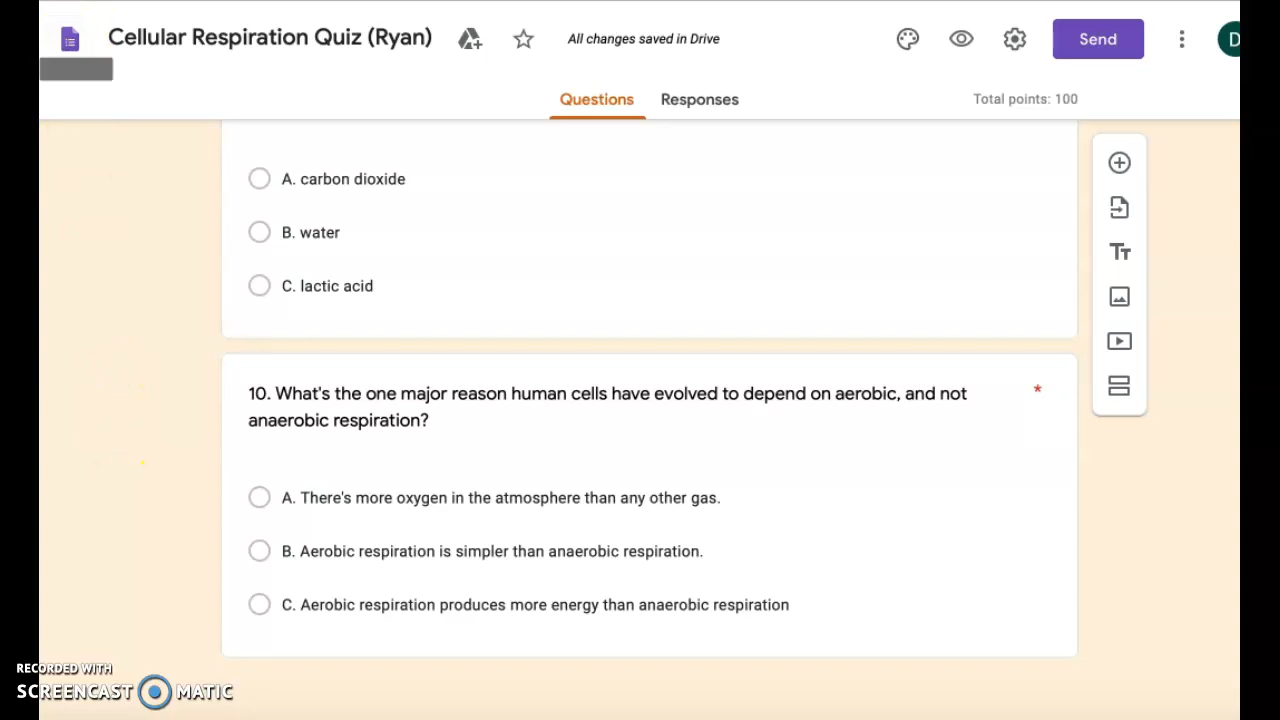 Cellular Respiration Quiz (Ryan)
All changes saved in Drive
Send
D
Questions
Responses
Total points: 100
A. carbon dioxide
B. water
C. lactic acid
10. What's the one major reason human cells have evolved to depend on aerobic, and not
anaerobic respiration?
*
A. There's more oxygen in the atmosphere than any other gas.
B. Aerobic respiration is simpler than anaerobic respiration.
C. Aerobic respiration produces more energy than anaerobic respiration
RECORDED WITH
SCREENCAST MATIC